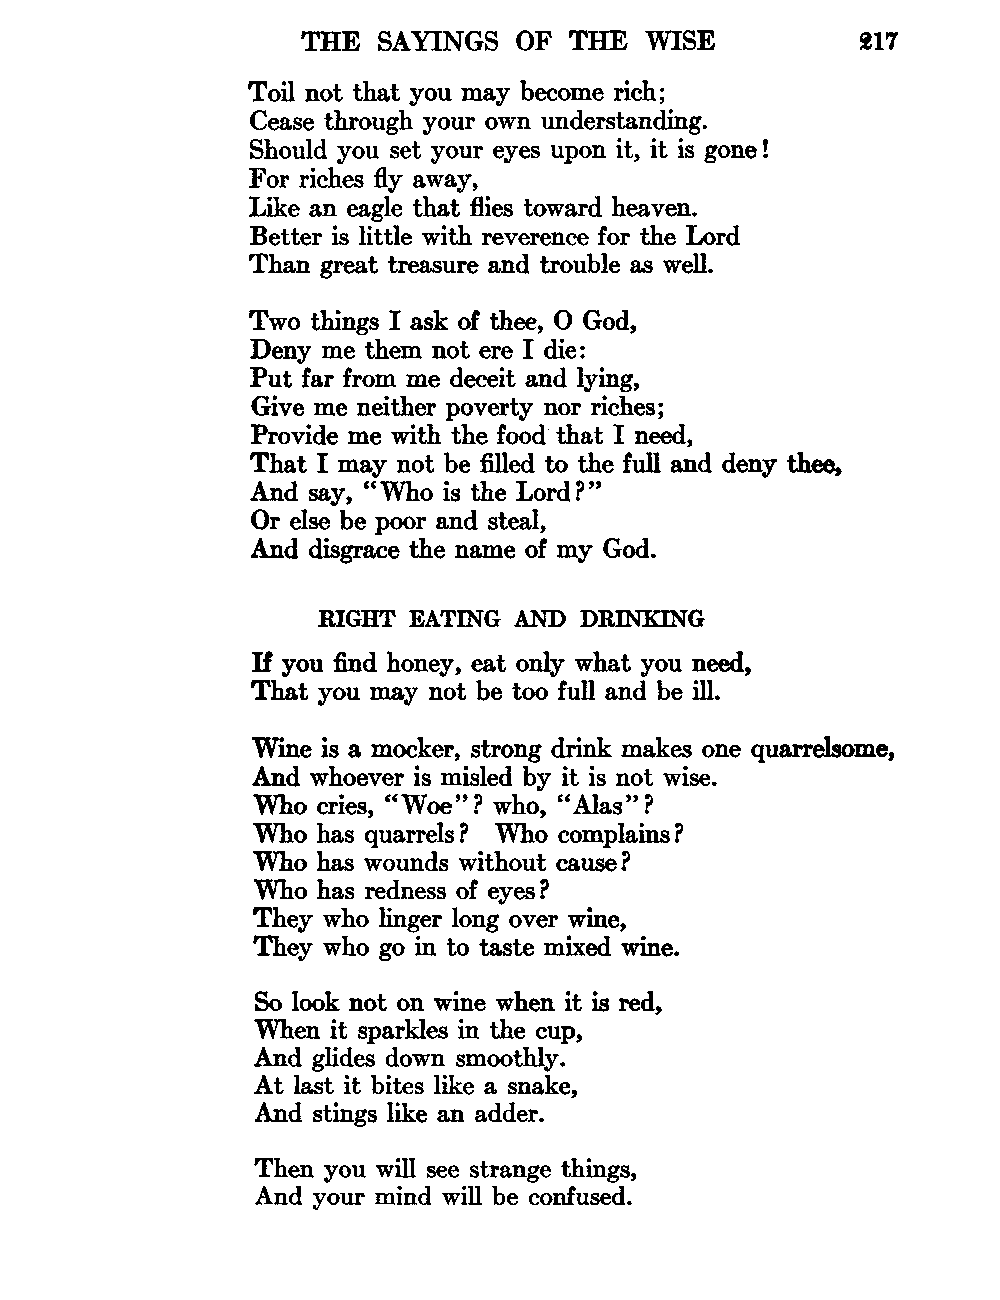 THE SAYINGS OF THE WISE 217
Toil not that you may become rich;
Cease through your own understanding.
Should you set your eyes upon it, it is gone!
For riches fly away,
Like an eagle that flies toward heaven.
Better is little with reverence for the Lord
Than great treasure and trouble as well.
Two things I ask of thee, O God,
Deny me them not ere I die:
Put far from me deceit and lying,
Give me neither poverty nor riches;
Provide me with the food that I need,
That I may not be filled to the full and deny thee,
And say, “Who is the Lord?”
Or else be poor and steal,
And disgrace the name of my God.
RIGHT EATING AND DRINKING
If you find honey, eat only what you need,
That you may not be too full and be ill.
Wine is a mocker, strong drink makes one quarrelsome,
And whoever is misled by it is not wise.
Who cries, “Woe”? who, “Alas”?
Who has quarrels? Who complains?
Who has wounds without cause?
Who has redness of eyes?
They who linger long over wine,
They who go in to taste mixed wine.
So look not on wine when it is red,
When it sparkles in the cup,
And glides down smoothly.
At last it bites like a snake,
And stings like an adder.
Then you will see strange things,
And your mind will be confused.